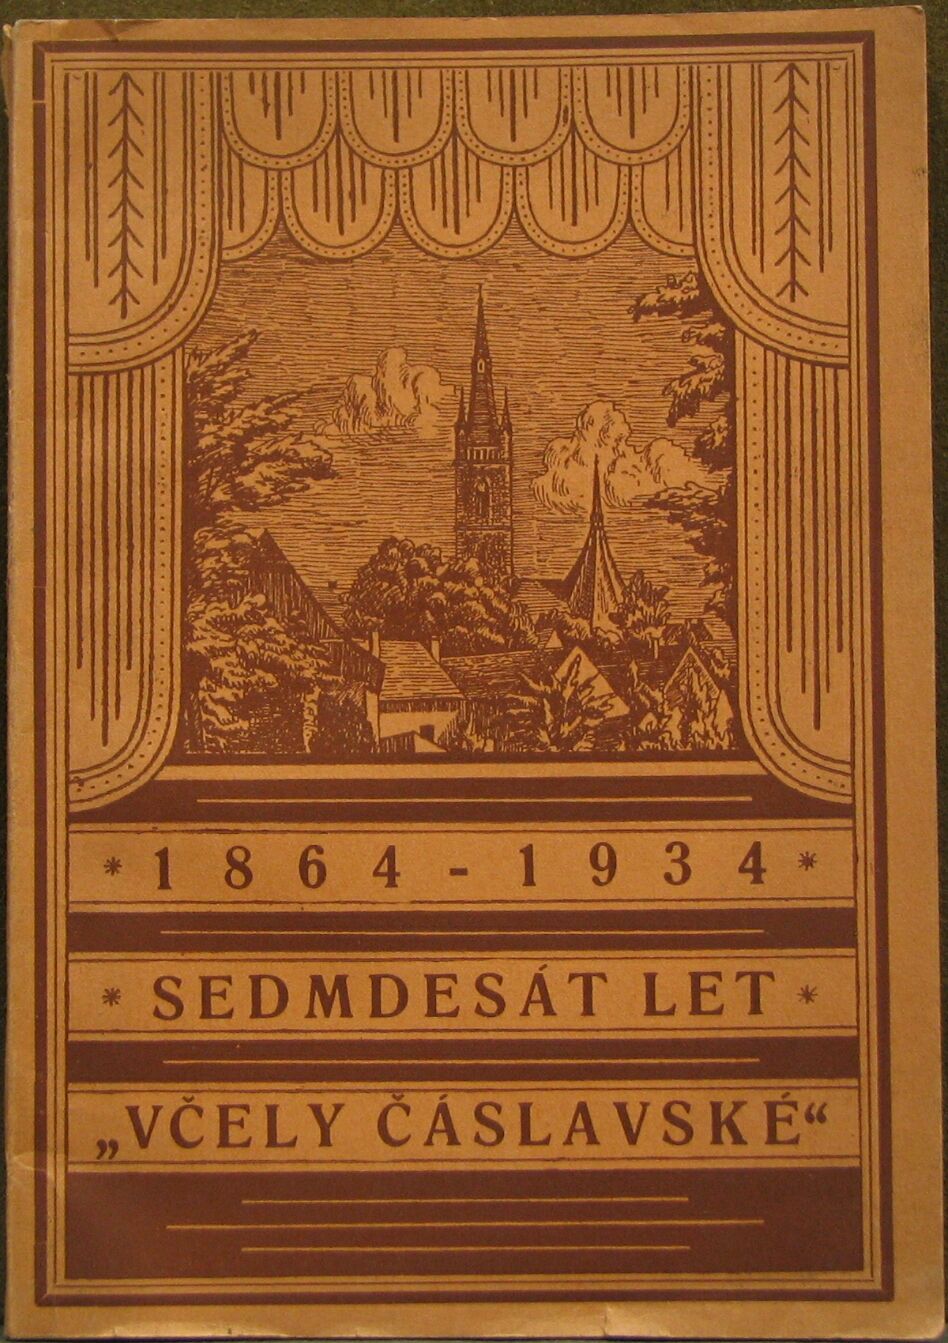 * 1864-1934 *
* SEDMDESÁT LET *
„VČELY ČÁSLAVSKÉ“